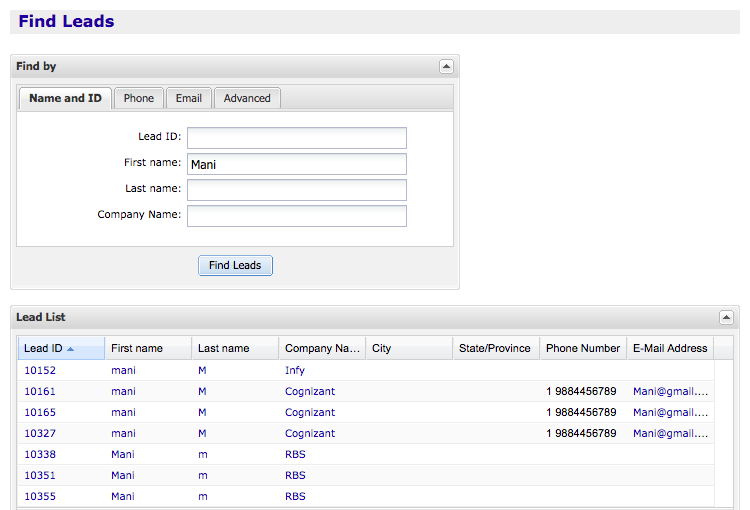 Find Leads
Find by
Name and ID Phone Email Advanced
Lead ID:
First name: Mani
Last name:
Company Name:
Find Leads
Lead List
Lead ID First name Last name Company Na... City State/Province Phone Number E-Mail Address
10152 mani M Infy
10161 mani M Cognizant 1 9884456789 Mani@gmail....
10165 mani M Cognizant 1 9884456789 Mani@gmail....
10327 mani M Cognizant 1 9884456789 Mani@gmail....
10338 Mani m RBS
10351 Mani m RBS
10355 Mani m RBS